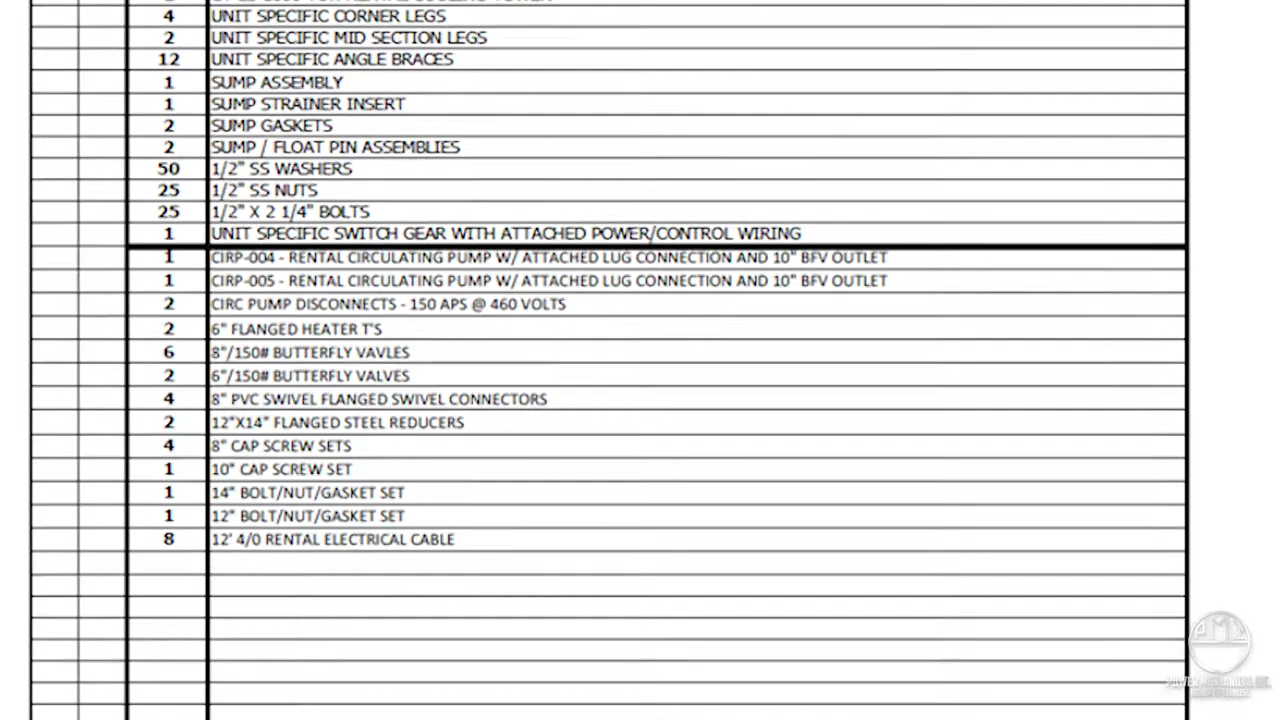 4 UNIT SPECIFIC CORNER LEGS
2 UNIT SPECIFIC MID SECTION LEGS
12 UNIT SPECIFIC ANGLE BRACES
1 SUMP ASSEMBLY
1 SUMP STRAINER INSERT
2 SUMP GASKETS
2 SUMP / FLOAT PIN ASSEMBLIES
50 1/2" SS WASHERS
25 1/2" SS NUTS
25 1/2" X 2 1/4" BOLTS
1 UNIT SPECIFIC SWITCH GEAR WITH ATTACHED POWER/CONTROL WIRING
1 CIRP-004 - RENTAL CIRCULATING PUMP W/ ATTACHED LUG CONNECTION AND 10" BFV OUTLET
1 CIRP-005 - RENTAL CIRCULATING PUMP W/ ATTACHED LUG CONNECTION AND 10" BFV OUTLET
2 CIRC PUMP DISCONNECTS - 150 APS @ 460 VOLTS
2 6" FLANGED HEATER T'S
6 8"/150# BUTTERFLY VAVLES
2 6"/150# BUTTERFLY VALVES
4 8" PVC SWIVEL FLANGED SWIVEL CONNECTORS
2 12"X14" FLANGED STEEL REDUCERS
4 8" CAP SCREW SETS
1 10" CAP SCREW SET
1 14" BOLT/NUT/GASKET SET
1 12" BOLT/NUT/GASKET SET
8 12' 4/0 RENTAL ELECTRICAL CABLE